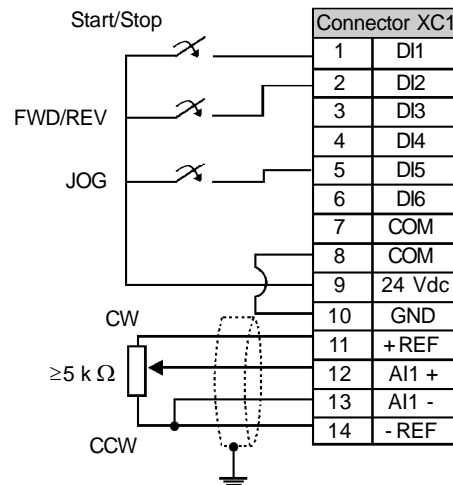 Start/Stop
Connector XC1
1 DI1
2 DI2
FWD/REV
3 DI3
4 DI4
JOG
5 DI5
6 DI6
7 COM
8 COM
9 24 Vdc
CW
10 GND
11 +REF
≥5 k Ω
12 AI1 +
13 AI1 -
CCW
14 - REF